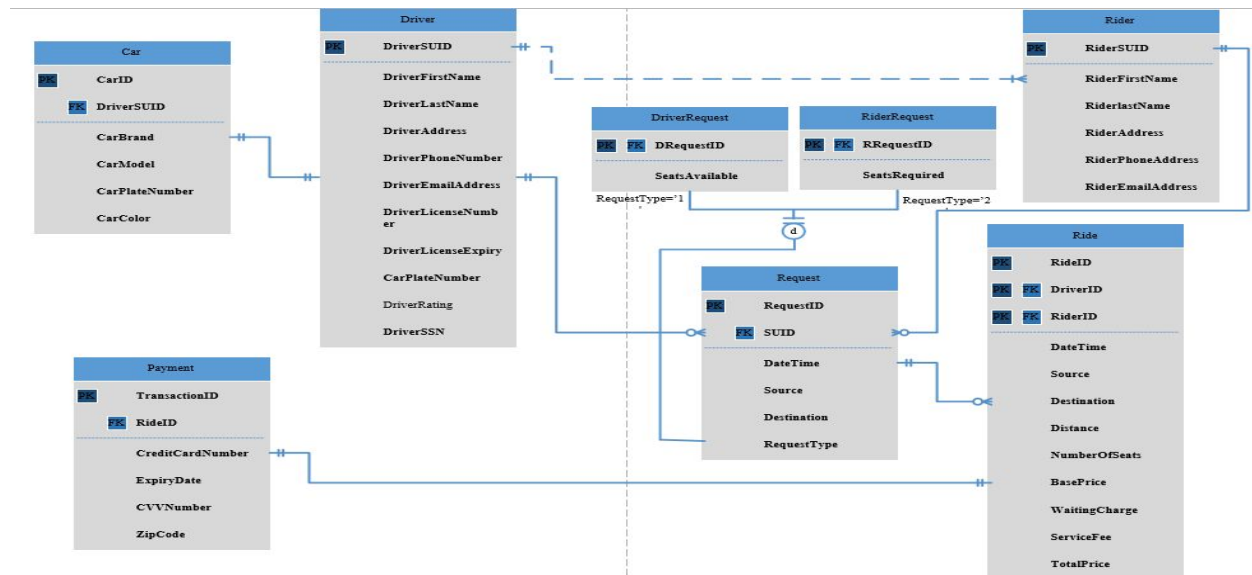 Car
PK CarID
FK DriverSUID
CarBrand
CarModel
CarPlateNumber
CarColor
Driver
PK DriverSUID
DriverFirstName
DriverLastName
DriverAddress
DriverPhoneNumber
DriverEmailAddress
DriverLicenseNumb
er
DriverLicenseExpiry
CarPlateNumber
DriverRating
DriverSSN
Rider
PK RiderSUID
RiderFirstName
RiderlastName
RiderAddress
RiderPhoneAddress
RiderEmailAddress
DriverRequest
PK FK DRequestID
SeatsAvailable
RiderRequest
PK FK RRequestID
SeatsRequired
RequestType='1
'
RequestType='2
'
d
Request
PK RequestID
FK SUID
DateTime
Source
Destination
RequestType
Ride
PK RideID
PK FK DriverID
PK FK RiderID
DateTime
Source
Destination
Distance
NumberOfSeats
BasePrice
WaitingCharge
ServiceFee
TotalPrice
Payment
PK TransactionID
FK RideID
CreditCardNumber
ExpiryDate
CVVNumber
ZipCode